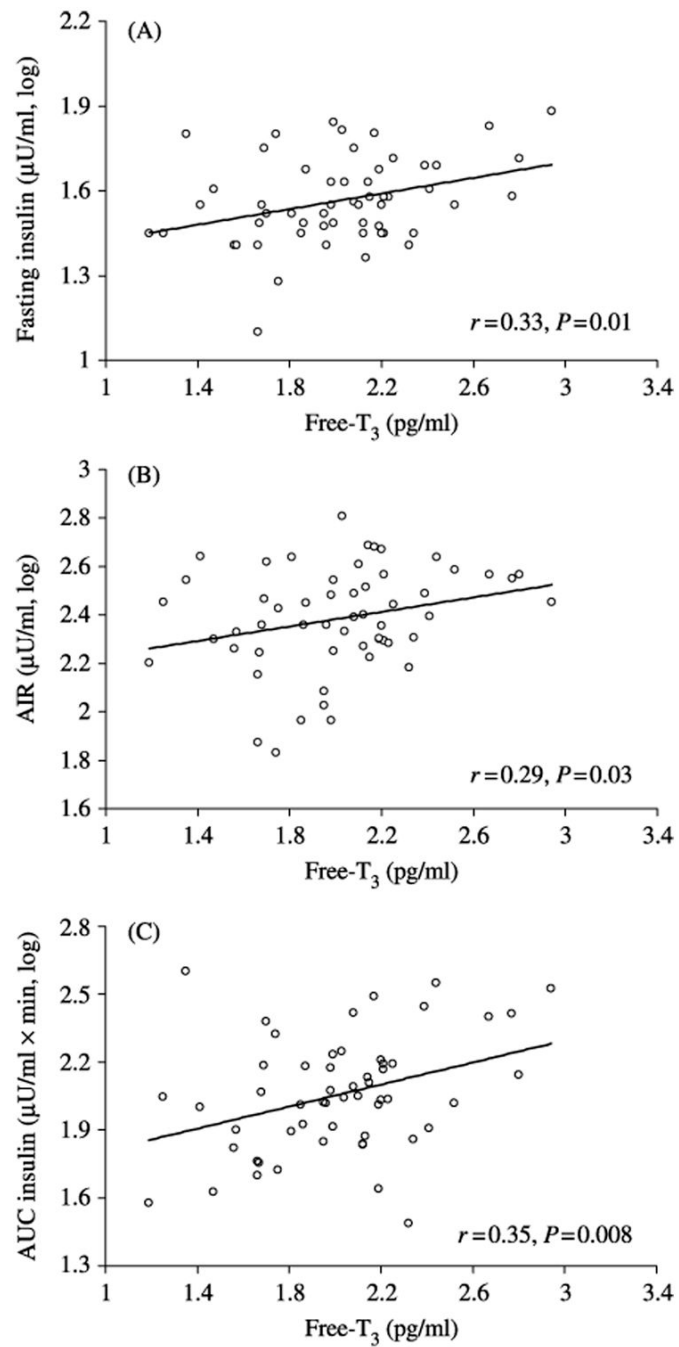 (A)
Fasting insulin (μU/ml, log)
2.2
1.9
1.6
1.3
1
r=0.33, P=0.01
1 1.4 1.8 2.2 2.6 3 3.4
Free-T₃ (pg/ml)
(B)
AIR (μU/ml, log)
3
2.8
2.6
2.4
2.2
2
1.8
1.6
r=0.29, P=0.03
1 1.4 1.8 2.2 2.6 3 3.4
Free-T₃ (pg/ml)
(C)
AUC insulin (μU/ml × min, log)
2.8
2.5
2.2
1.9
1.6
1.3
r=0.35, P=0.008
1 1.4 1.8 2.2 2.6 3 3.4
Free-T₃ (pg/ml)